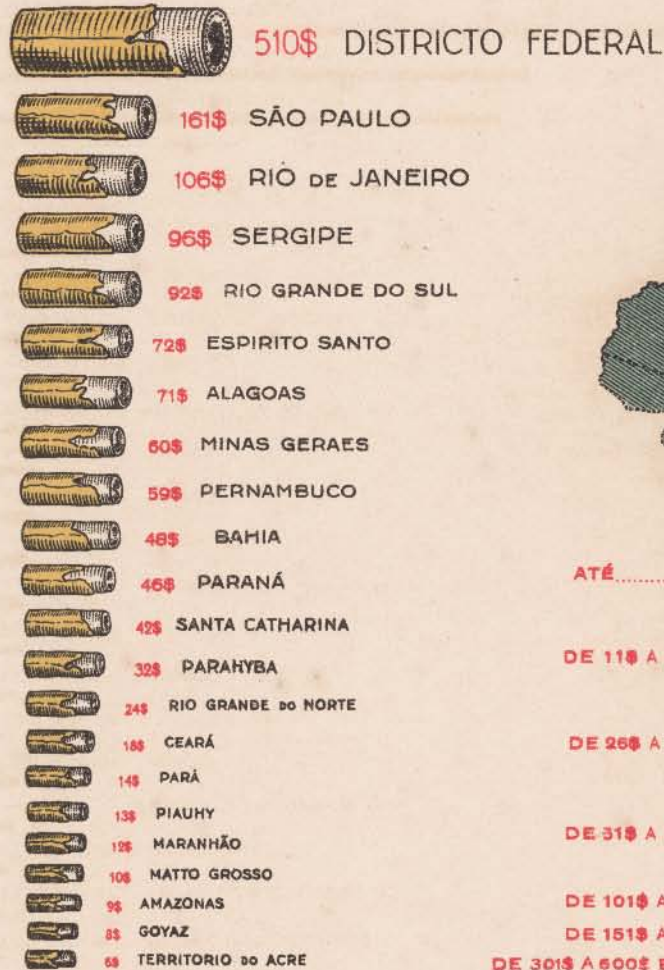 510$ DISTRICTO FEDERAL
161$ SÃO PAULO
106$ RIO DE JANEIRO
96$ SERGIPE
92$ RIO GRANDE DO SUL
72$ ESPIRITO SANTO
71$ ALAGOAS
60$ MINAS GERAES
59$ PERNAMBUCO
48$ BAHIA
46$ PARANÁ
42$ SANTA CATHARINA
32$ PARAHYBA
24$ RIO GRANDE DO NORTE
18$ CEARÁ
14$ PARÁ
13$ PIAUHY
12$ MARANHÃO
10$ MATTO GROSSO
9$ AMAZONAS
8$ GOYAZ
6$ TERRITORIO DO ACRE
ATÉ..........
DE 11$ A
DE 26$ A
DE 51$ A
DE 101$ A
DE 151$ A
DE 301$ A 600$